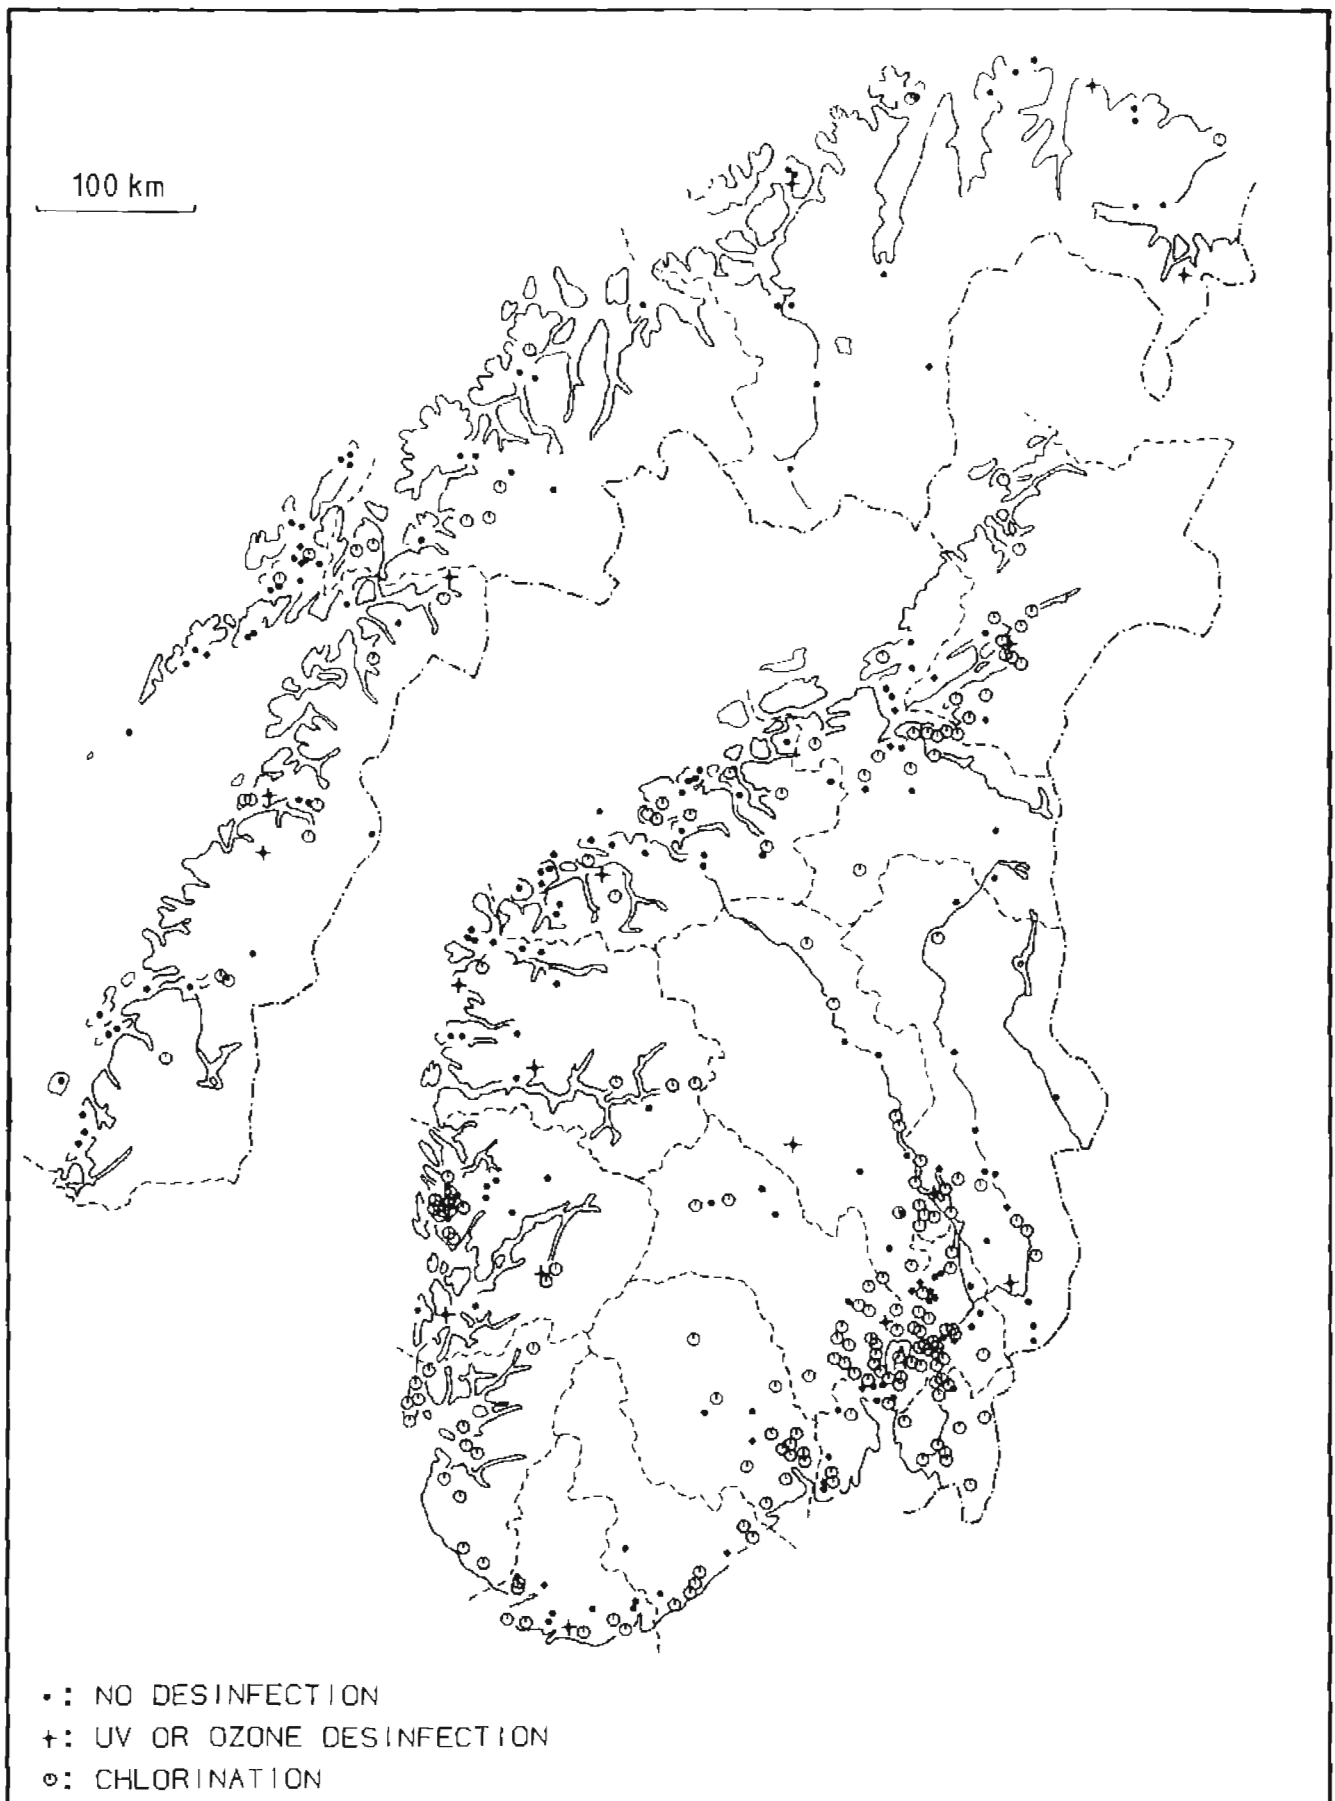 100 km
•: NO DESINFECTION
+: UV OR OZONE DESINFECTION
⊙: CHLORINATION